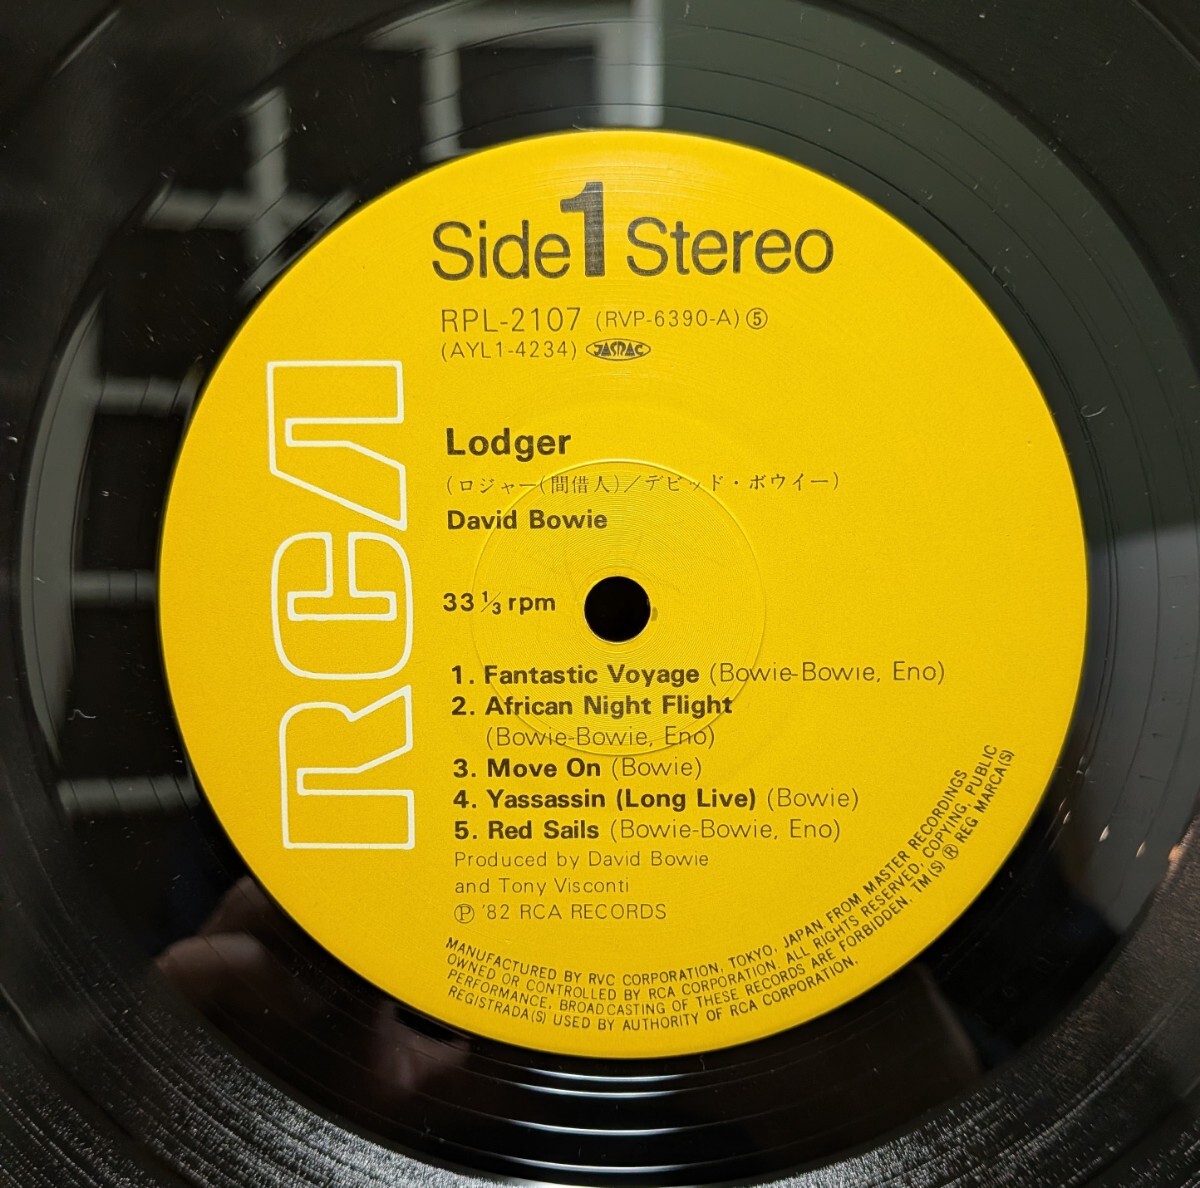 Side 1 Stereo
RPL-2107 (RVP-6390-A) ⑤
(AYL1-4234) JASRAC
RCA
Lodger
(ロジャー(間借人)/デビッド・ボウイー)
David Bowie
33 1/3 rpm
1. Fantastic Voyage (Bowie-Bowie, Eno)
2. African Night Flight
(Bowie-Bowie, Eno)
3. Move On (Bowie)
4. Yassassin (Long Live) (Bowie)
5. Red Sails (Bowie-Bowie, Eno)
Produced by David Bowie
and Tony Visconti
Ⓟ '82 RCA RECORDS
MANUFACTURED BY RVC CORPORATION, TOKYO, JAPAN FROM MASTER RECORDINGS
OWNED OR CONTROLLED BY RCA CORPORATION. ALL RIGHTS RESERVED, COPYING, PUBLIC
PERFORMANCE, BROADCASTING OF THESE RECORDS ARE FORBIDDEN. TM(S) ® REG MARCA(S)
REGISTRADA(S) USED BY AUTHORITY OF RCA CORPORATION.